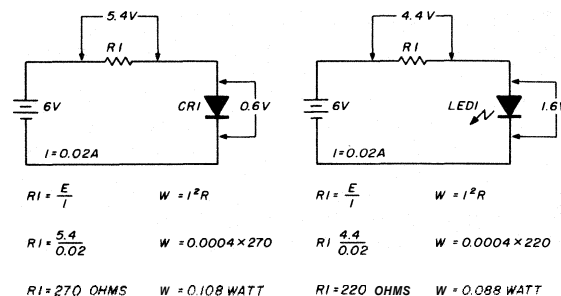 5.4V
R1
6V
CR1
0.6V
I=0.02A
R1=E/I
W=I²R
R1=5.4/0.02
W=0.0004×270
R1=270 OHMS
W=0.108 WATT
4.4V
R1
6V
LED1
1.6V
I=0.02A
R1=E/I
W=I²R
R1 4.4/0.02
W=0.0004×220
R1=220 OHMS
W=0.088 WATT